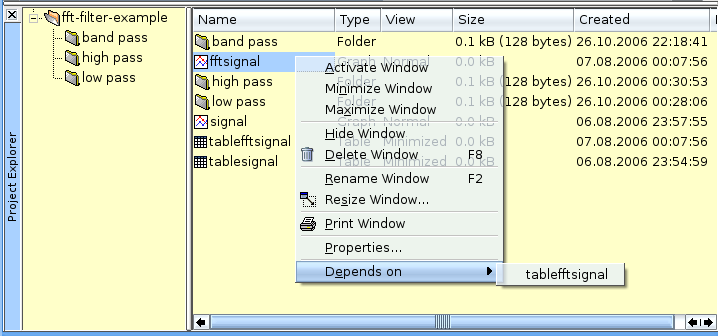 Project Explorer
fft-filter-example
band pass
high pass
low pass
Name Type View Size Created
band pass Folder 0.1 kB (128 bytes) 26.10.2006 22:18:41
fftsignal Graph Normal 0.0 kB 07.08.2006 00:07:56
high pass Folder 0.1 kB (128 bytes) 26.10.2006 00:30:53
low pass Folder 0.1 kB (128 bytes) 26.10.2006 00:28:06
signal Graph Normal 0.0 kB 06.08.2006 23:57:55
tablefftsignal Table Minimized 0.0 kB 07.08.2006 00:07:56
tablesignal Table Minimized 0.0 kB 06.08.2006 23:54:59
Activate Window
Minimize Window
Maximize Window
Hide Window
Delete Window F8
Rename Window F2
Resize Window...
Print Window
Properties...
Depends on
tablefftsignal